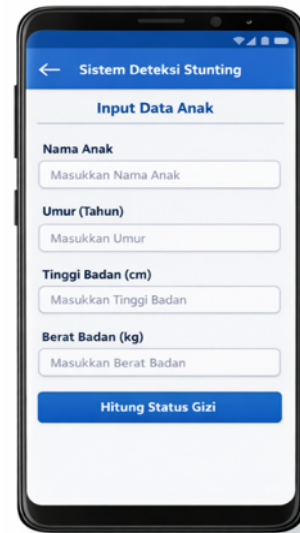 Sistem Deteksi Stunting
Input Data Anak
Nama Anak
Masukkan Nama Anak
Umur (Tahun)
Masukkan Umur
Tinggi Badan (cm)
Masukkan Tinggi Badan
Berat Badan (kg)
Masukkan Berat Badan
Hitung Status Gizi